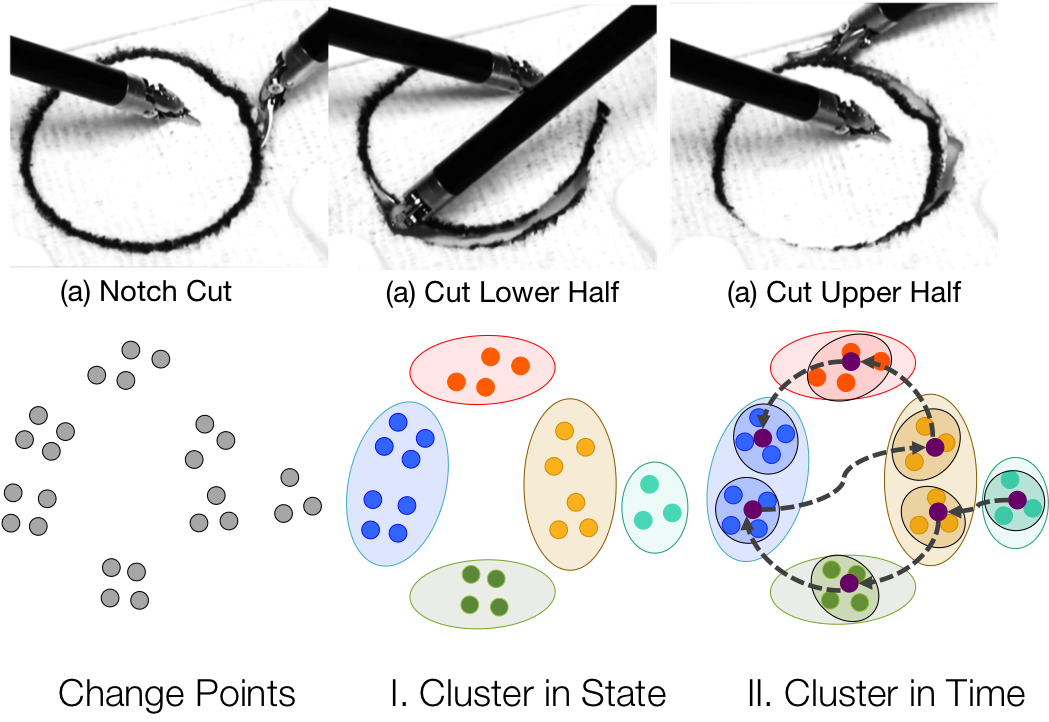 (a) Notch Cut
(a) Cut Lower Half
(a) Cut Upper Half
Change Points
I. Cluster in State
II. Cluster in Time